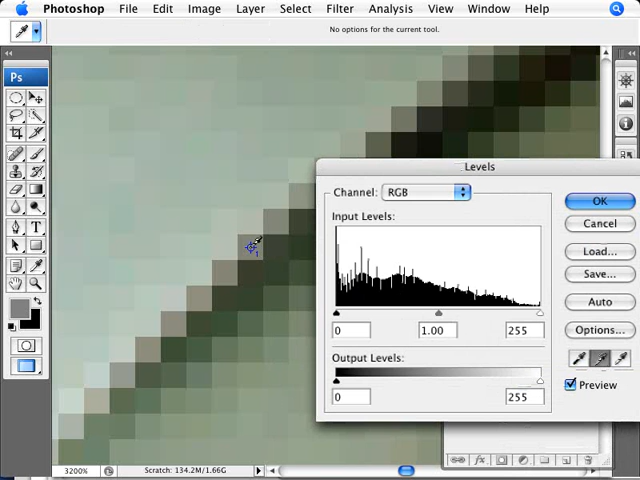 Photoshop File Edit Image Layer Select Filter Analysis View Window Help
No options for the current tool.
Ps
Levels
Channel: RGB
OK
Input Levels:
Cancel
Load...
Save...
1
Auto
0 1.00 255
Options...
Output Levels:
Preview
0 255
3200% Scratch: 134.2M/1.66G
fx